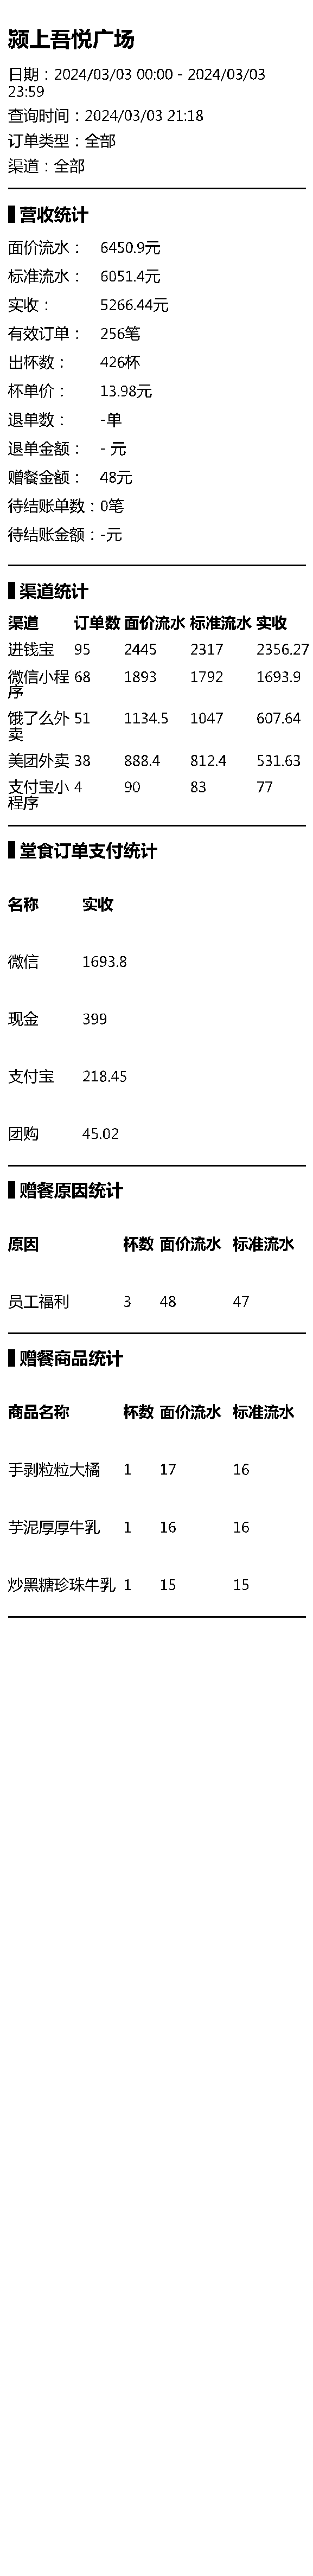 颍上吾悦广场
日期：2024/03/03 00:00 - 2024/03/03
23:59
查询时间：2024/03/03 21:18
订单类型：全部
渠道：全部
营收统计
面价流水： 6450.9元
标准流水： 6051.4元
实收： 5266.44元
有效订单： 256笔
出杯数： 426杯
杯单价： 13.98元
退单数： -单
退单金额： - 元
赠餐金额： 48元
待结账单数：0笔
待结账金额：-元
渠道统计
渠道 订单数 面价流水 标准流水 实收
进钱宝 95 2445 2317 2356.27
微信小程 68 1893 1792 1693.9
序
饿了么外 51 1134.5 1047 607.64
卖
美团外卖 38 888.4 812.4 531.63
支付宝小 4 90 83 77
程序
堂食订单支付统计
名称 实收
微信 1693.8
现金 399
支付宝 218.45
团购 45.02
赠餐原因统计
原因 杯数 面价流水 标准流水
员工福利 3 48 47
赠餐商品统计
商品名称 杯数 面价流水 标准流水
手剥粒粒大橘 1 17 16
芋泥厚厚牛乳 1 16 16
炒黑糖珍珠牛乳 1 15 15